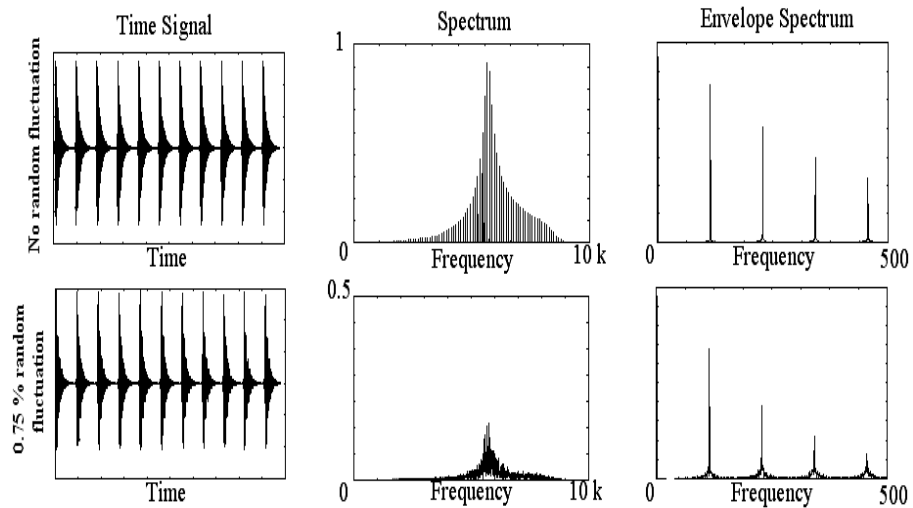 Time Signal
Spectrum
Envelope Spectrum
No random fluctuation
1
0
Time
Frequency
10 k
0
Frequency
500
0.75 % random
fluctuation
0.5
0
Time
Frequency
10 k
0
Frequency
500